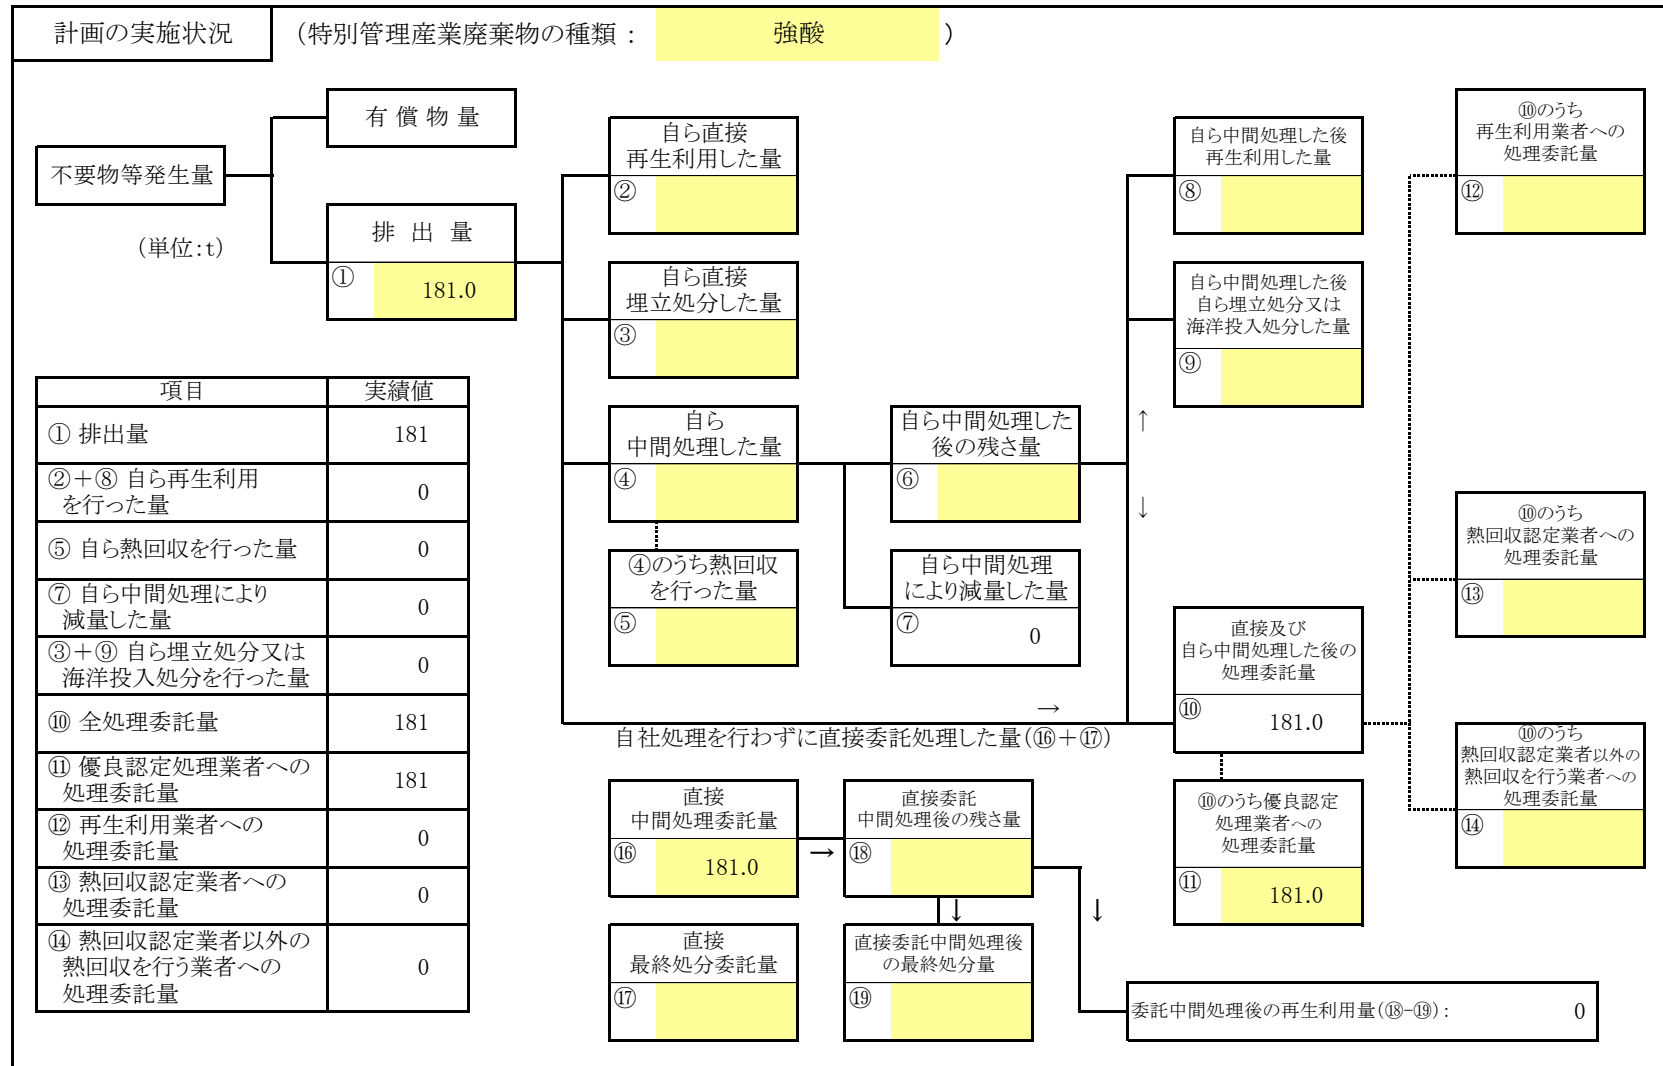 計画の実施状況
（特別管理産業廃棄物の種類：
強酸
）
有 償 物 量
不要物等発生量
（単位：t）
排 出 量
①
181.0
自ら直接
再生利用した量
②
自ら直接
埋立処分した量
③
自ら
中間処理した量
④
④のうち熱回収
を行った量
⑤
自ら中間処理した
後の残さ量
⑥
自ら中間処理
により減量した量
⑦
0
自ら中間処理した後
再生利用した量
⑧
自ら中間処理した後
自ら埋立処分又は
海洋投入処分した量
⑨
↑
↓
直接及び
自ら中間処理した後の
処理委託量
⑩
181.0
⑩のうち優良認定
処理業者への
処理委託量
⑪
181.0
⑩のうち
再生利用業者への
処理委託量
⑫
⑩のうち
熱回収認定業者への
処理委託量
⑬
⑩のうち
熱回収認定業者以外の
熱回収を行う業者への
処理委託量
⑭
→
自社処理を行わずに直接委託処理した量（⑯＋⑰）
直接
中間処理委託量
⑯
181.0
→
直接委託
中間処理後の残さ量
⑱
↓
↓
直接
最終処分委託量
⑰
直接委託中間処理後
の最終処分量
⑲
委託中間処理後の再生利用量（⑱−⑲）：
0
項目
実績値
① 排出量
181
②＋⑧ 自ら再生利用
を行った量
0
⑤ 自ら熱回収を行った量
0
⑦ 自ら中間処理により
減量した量
0
③＋⑨ 自ら埋立処分又は
海洋投入処分を行った量
0
⑩ 全処理委託量
181
⑪ 優良認定処理業者への
処理委託量
181
⑫ 再生利用業者への
処理委託量
0
⑬ 熱回収認定業者への
処理委託量
0
⑭ 熱回収認定業者以外の
熱回収を行う業者への
処理委託量
0